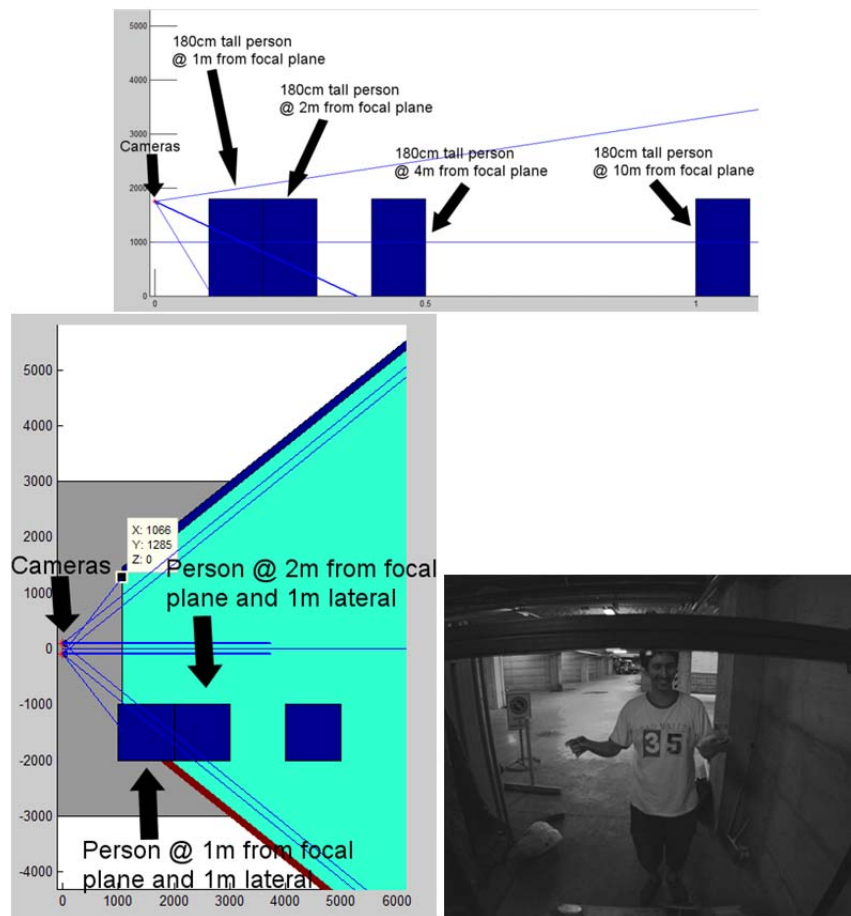 5000
4000
3000
2000
1000
0
180cm tall person
@ 1m from focal plane
180cm tall person
@ 2m from focal plane
Cameras
180cm tall person
@ 4m from focal plane
180cm tall person
@ 10m from focal plane
0
0.5
1
5000
4000
3000
2000
1000
0
-1000
-2000
-3000
-4000
X: 1066
Y: 1285
Z: 0
Cameras
Person @ 2m from focal
plane and 1m lateral
Person @ 1m from focal
plane and 1m lateral
0
1000
2000
3000
4000
5000
6000
35